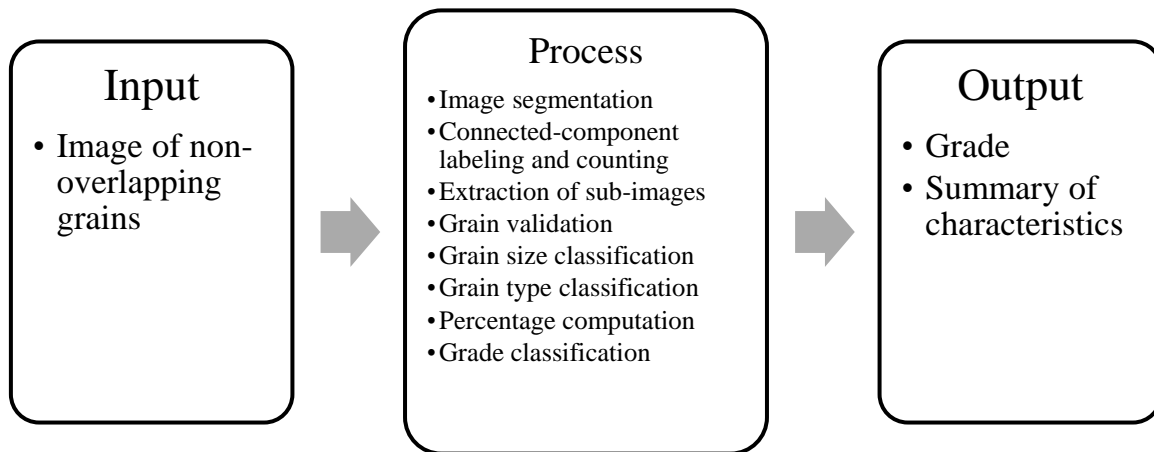 Input
• Image of non-
overlapping
grains
Process
•Image segmentation
•Connected-component
labeling and counting
•Extraction of sub-images
•Grain validation
•Grain size classification
•Grain type classification
•Percentage computation
•Grade classification
Output
• Grade
• Summary of
characteristics